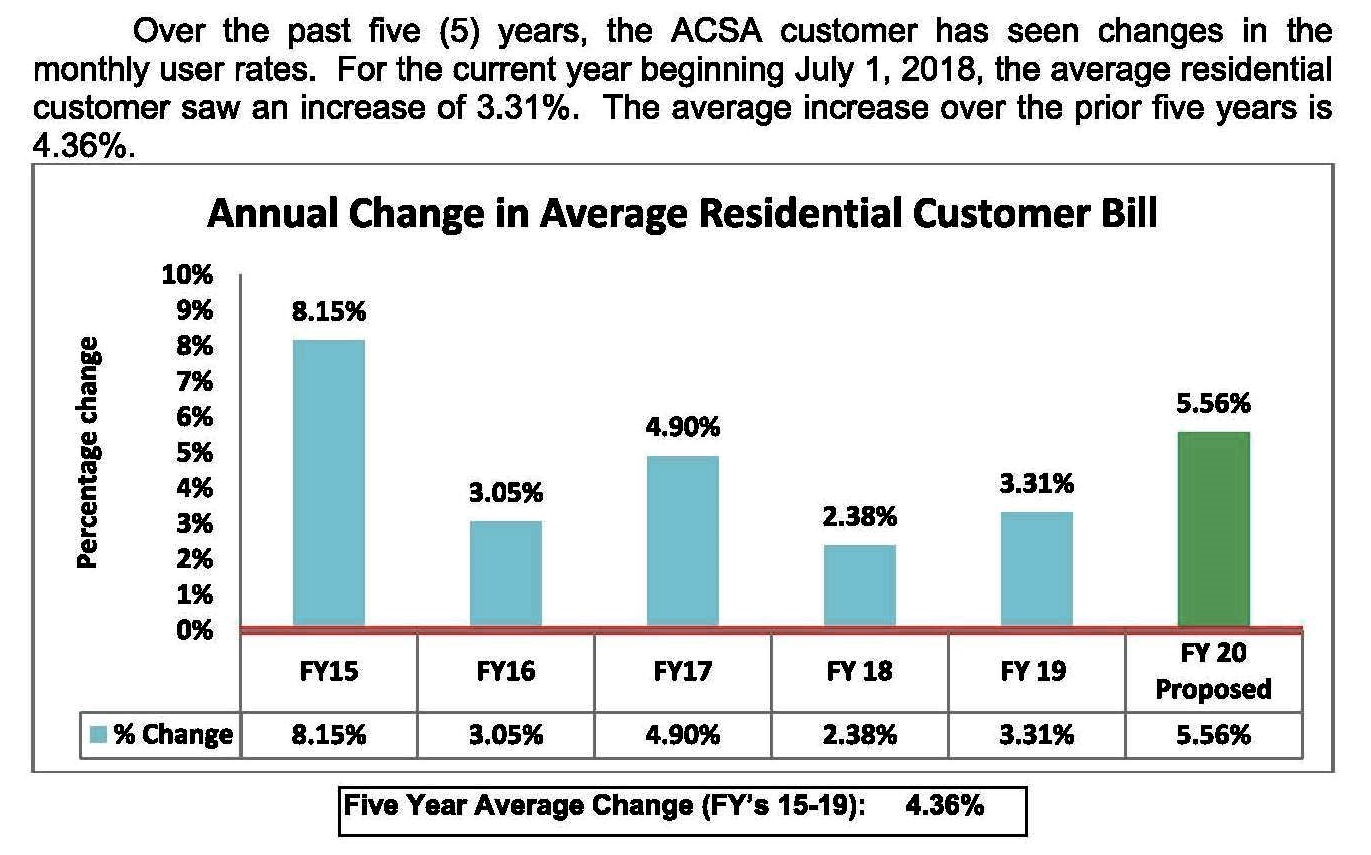 Over the past five (5) years, the ACSA customer has seen changes in the
monthly user rates. For the current year beginning July 1, 2018, the average residential
customer saw an increase of 3.31%. The average increase over the prior five years is
4.36%.
Annual Change in Average Residential Customer Bill
Percentage change
10%
9%
8%
7%
6%
5%
4%
3%
2%
1%
0%
8.15%
3.05%
4.90%
2.38%
3.31%
5.56%
FY15 FY16 FY17 FY 18 FY 19 FY 20
Proposed
% Change 8.15% 3.05% 4.90% 2.38% 3.31% 5.56%
Five Year Average Change (FY's 15-19): 4.36%